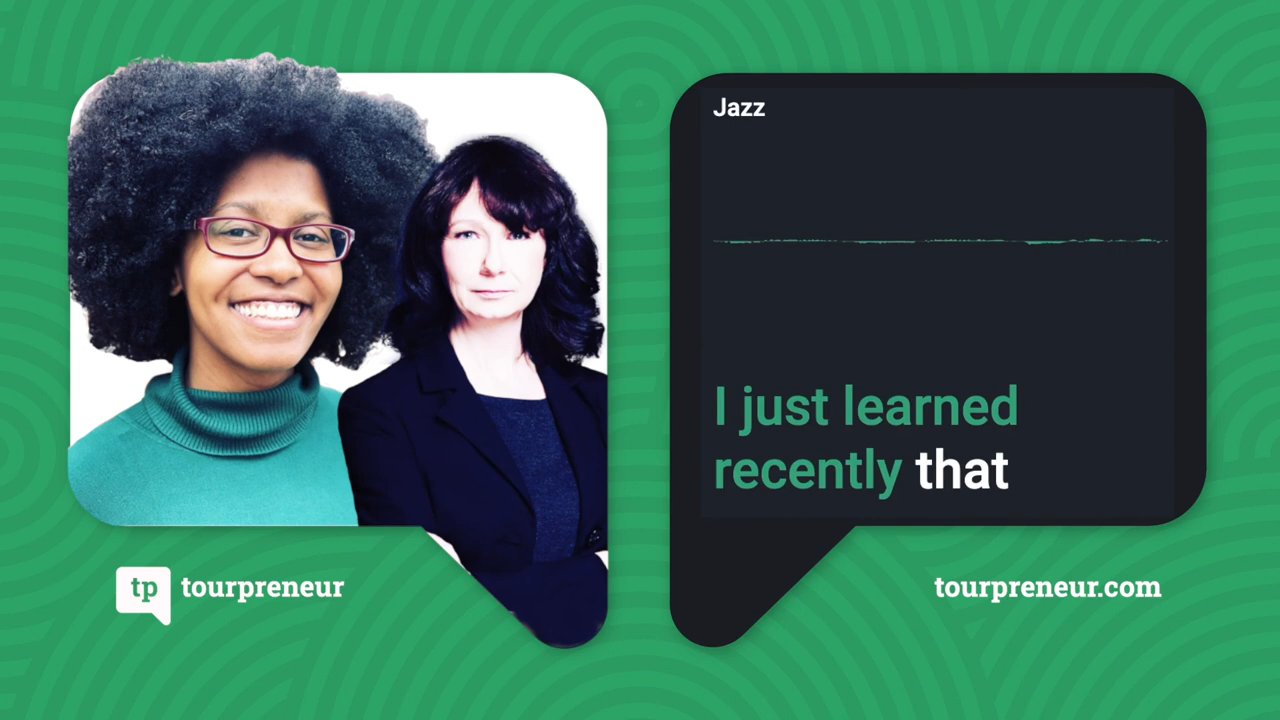 Jazz
I just learned
recently that
tp tourpreneur
tourpreneur.com